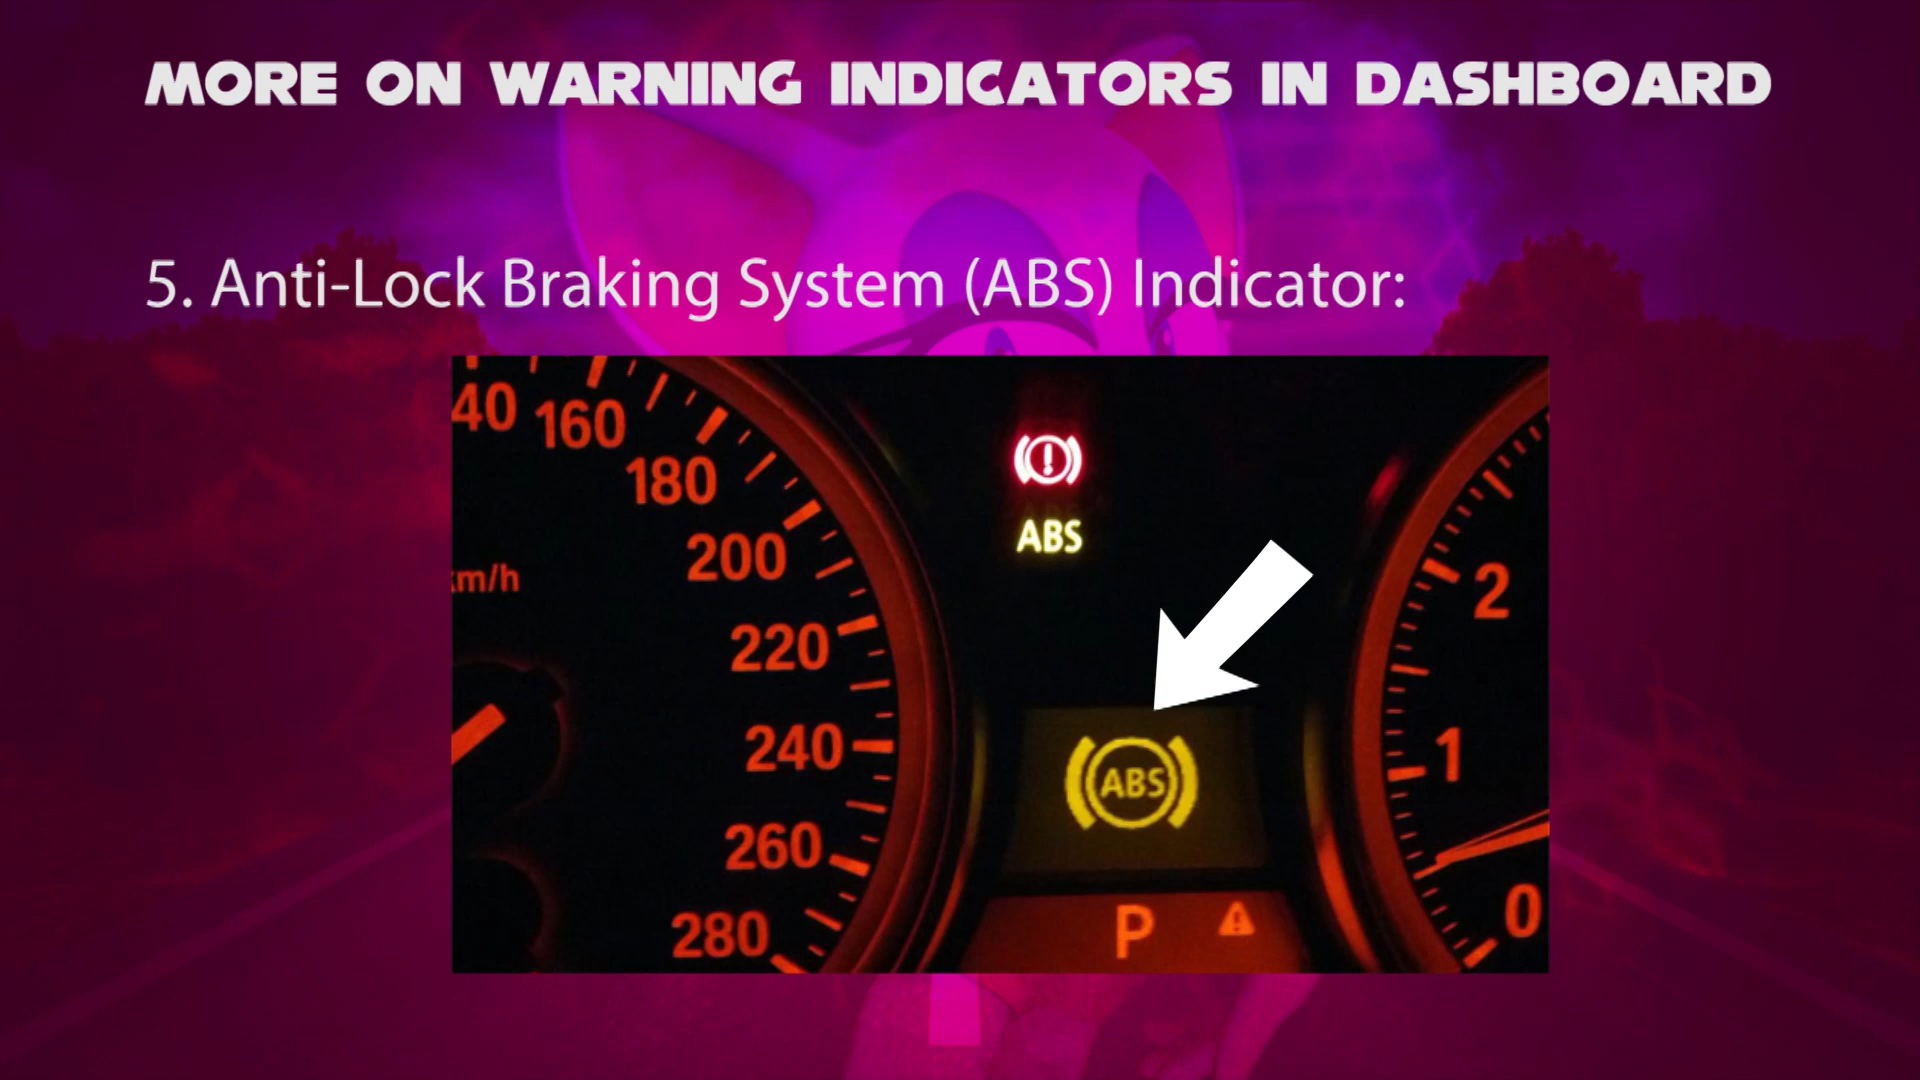 MORE ON WARNING INDICATORS IN DASHBOARD
5. Anti-Lock Braking System (ABS) Indicator:
40 160
180
ABS
200
km/h
2
220
240
1
ABS
260
0
280
P